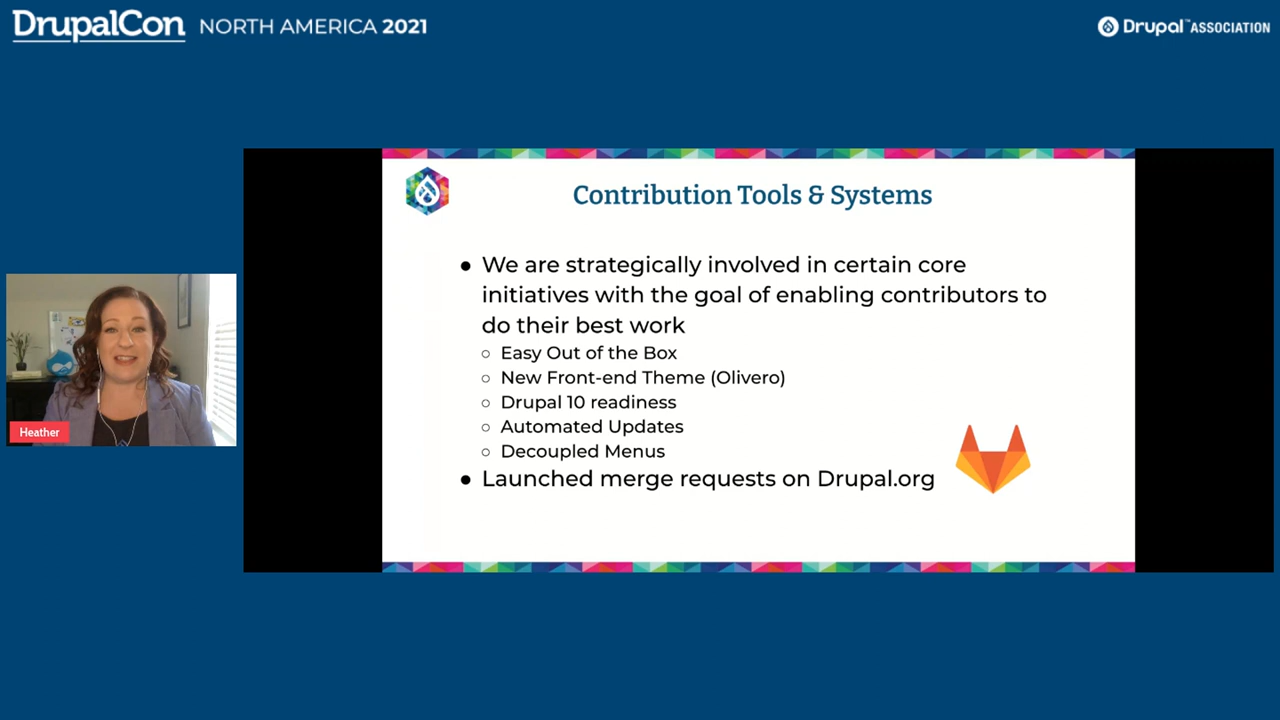 DrupalCon NORTH AMERICA 2021
Drupal™ ASSOCIATION
Contribution Tools & Systems
● We are strategically involved in certain core
initiatives with the goal of enabling contributors to
do their best work
○ Easy Out of the Box
○ New Front-end Theme (Olivero)
○ Drupal 10 readiness
○ Automated Updates
○ Decoupled Menus
● Launched merge requests on Drupal.org
Heather